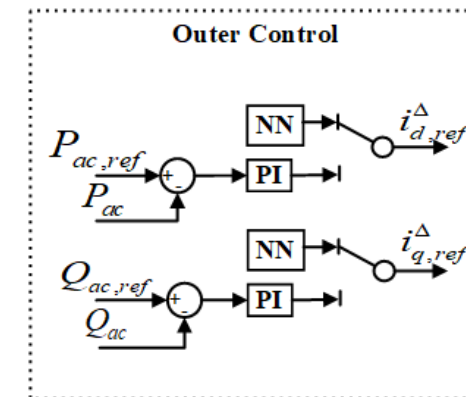 Outer Control
NN
i^Δ_{d,ref}
P_{ac,ref}
+
-
PI
P_{ac}
NN
i^Δ_{q,ref}
Q_{ac,ref}
+
-
PI
Q_{ac}